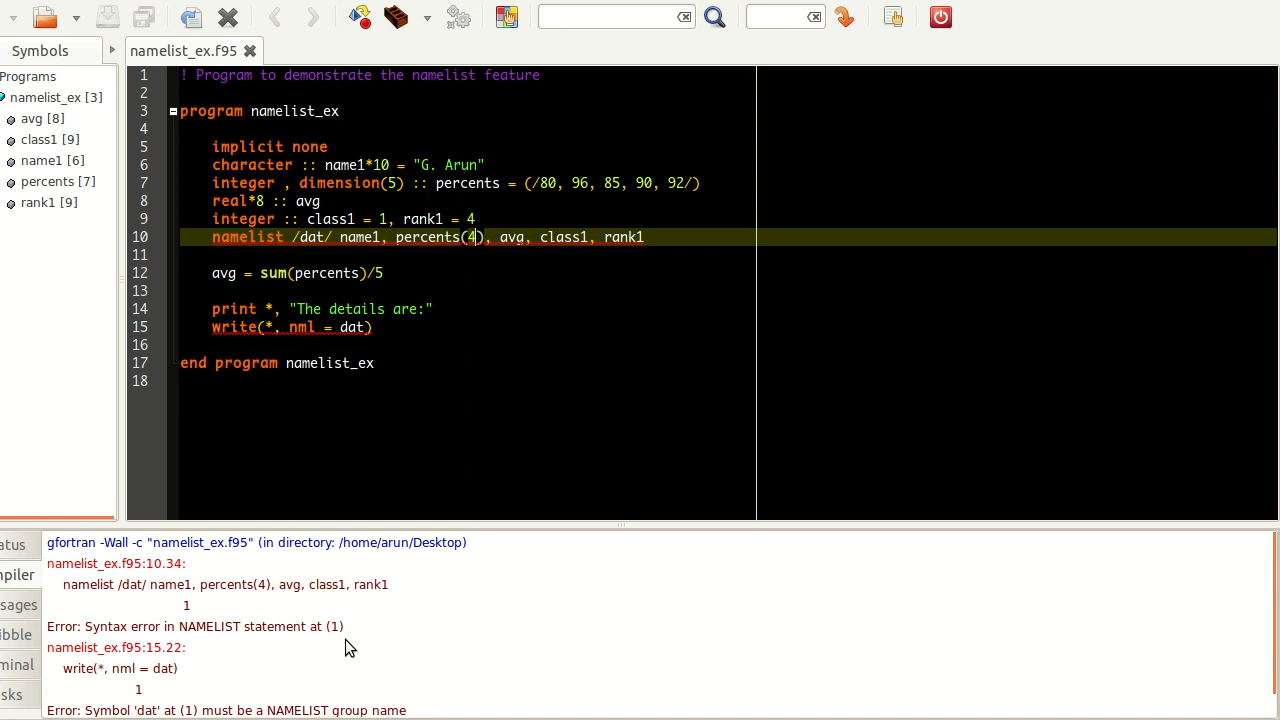 Symbols
namelist_ex.f95
Programs
namelist_ex [3]
avg [8]
class1 [9]
name1 [6]
percents [7]
rank1 [9]
1 ! Program to demonstrate the namelist feature
2
3 program namelist_ex
4
5 implicit none
6 character :: name1*10 = "G. Arun"
7 integer , dimension(5) :: percents = (/80, 96, 85, 90, 92/)
8 real*8 :: avg
9 integer :: class1 = 1, rank1 = 4
10 namelist /dat/ name1, percents(4), avg, class1, rank1
11
12 avg = sum(percents)/5
13
14 print *, "The details are:"
15 write(*, nml = dat)
16
17 end program namelist_ex
18
atus
mpiler
ssages
ibble
minal
sks
gfortran -Wall -c "namelist_ex.f95" (in directory: /home/arun/Desktop)
namelist_ex.f95:10.34:
namelist /dat/ name1, percents(4), avg, class1, rank1
1
Error: Syntax error in NAMELIST statement at (1)
namelist_ex.f95:15.22:
write(*, nml = dat)
1
Error: Symbol 'dat' at (1) must be a NAMELIST group name